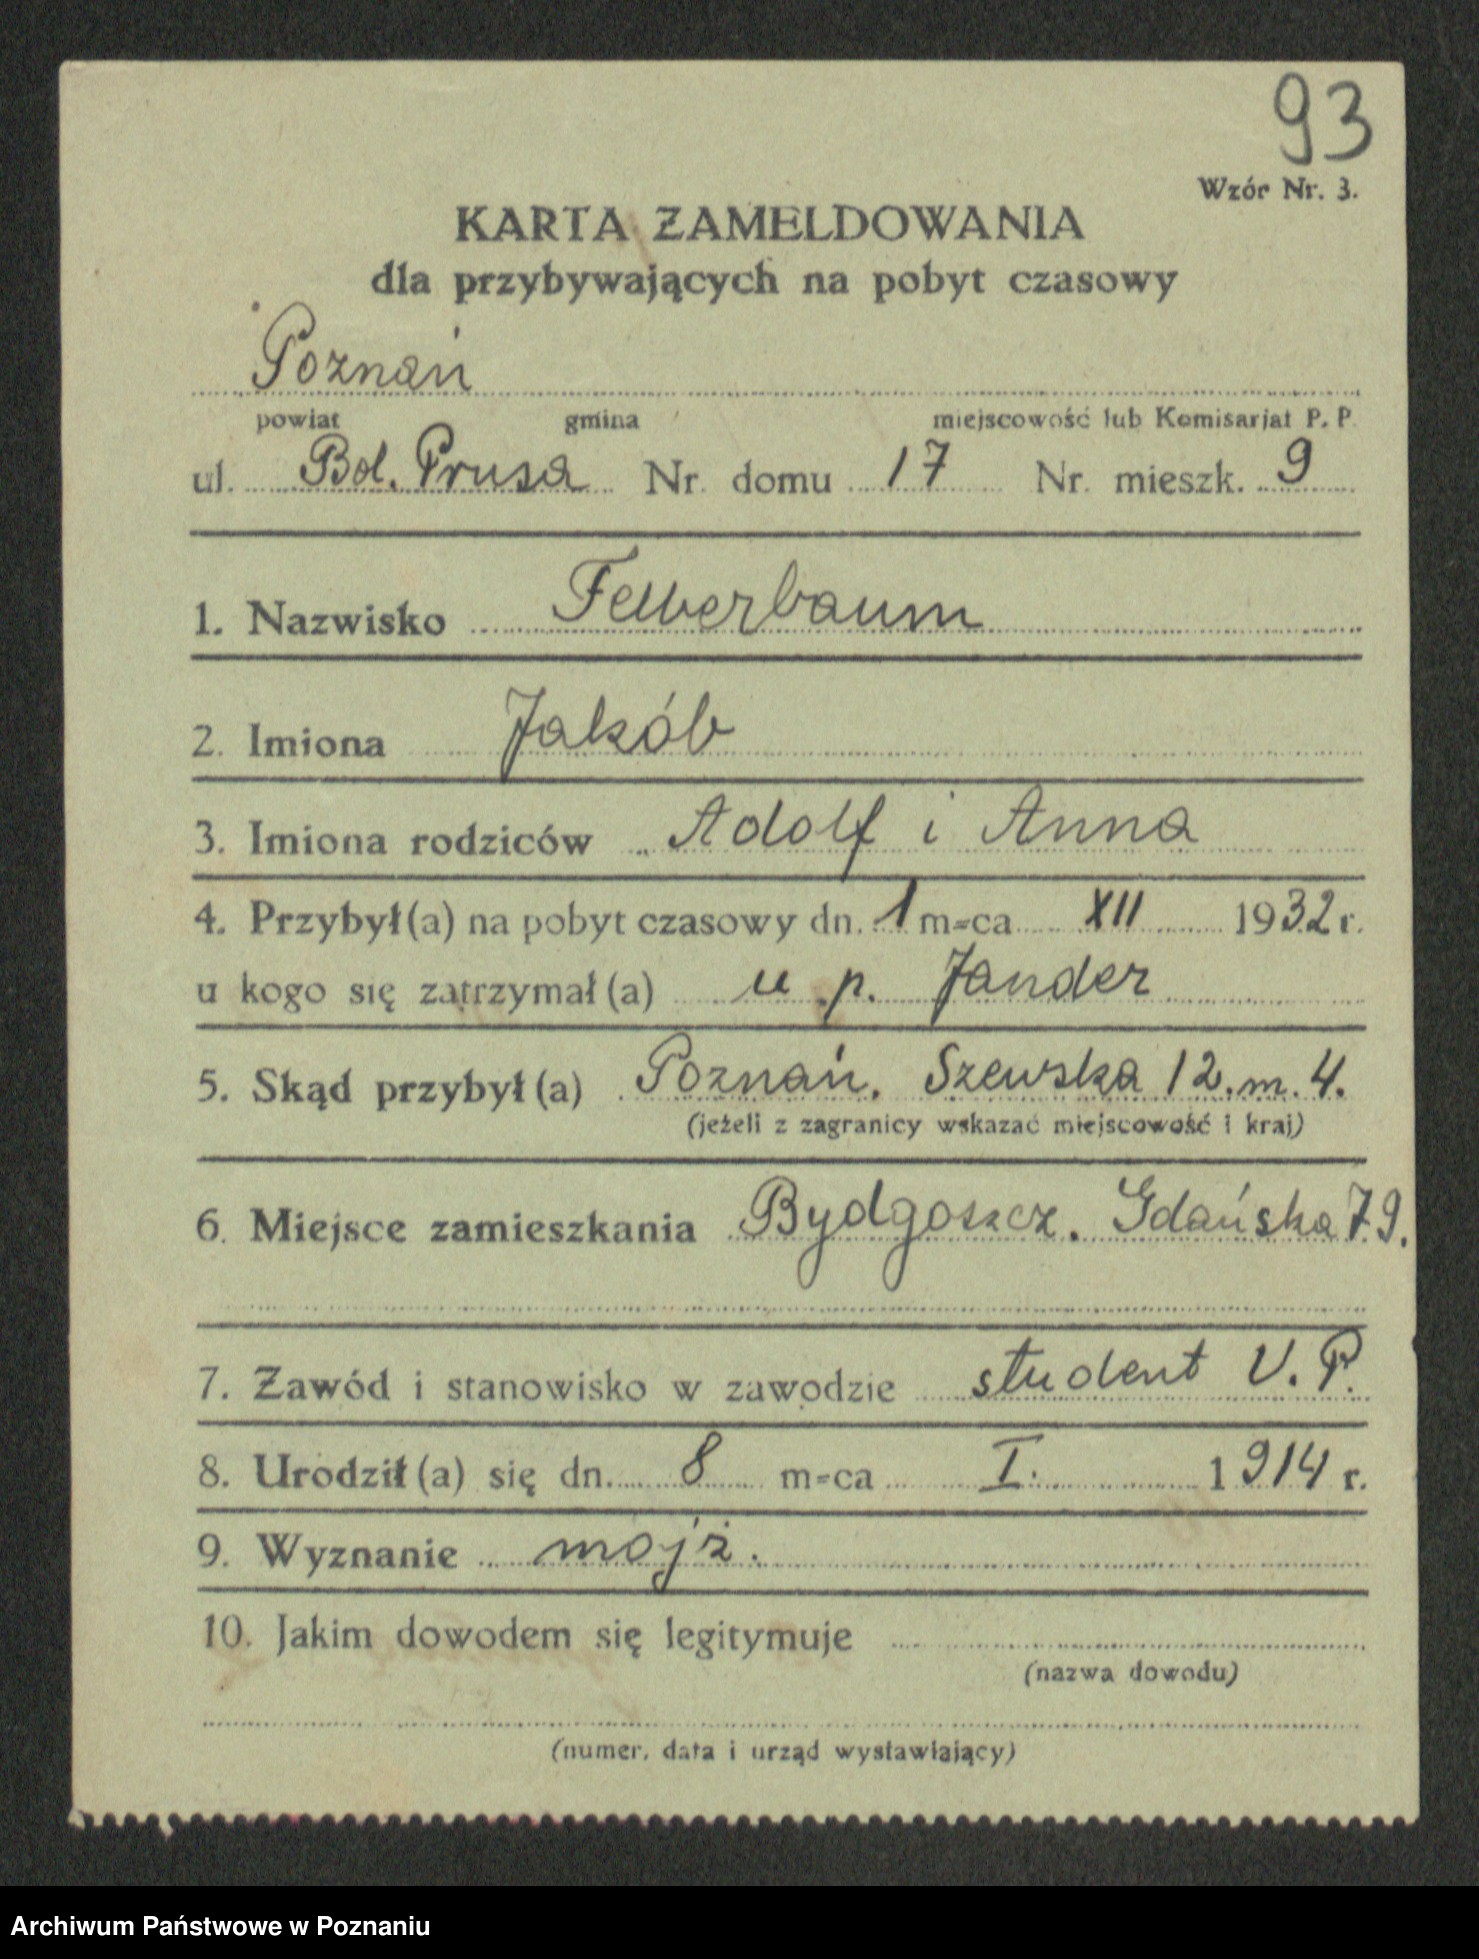 93
Wzór Nr. 3.
KARTA ZAMELDOWANIA
dla przybywających na pobyt czasowy
Poznań
powiat gmina miejscowość lub Komisarjat P. P.
ul. Bol. Prusa Nr. domu 17 Nr. mieszk. 9
1. Nazwisko Felberbaum
2. Imiona Jakób
3. Imiona rodziców Adolf i Anna
4. Przybył(a) na pobyt czasowy dn. 1 m-ca XII 1932 r.
u kogo się zatrzymał(a) u p. Jander
5. Skąd przybył(a) Poznań. Szewska 12. m. 4.
(jeżeli z zagranicy wskazać miejscowość i kraj)
6. Miejsce zamieszkania Bydgoszcz. Gdańska 79.
7. Zawód i stanowisko w zawodzie student U. P.
8. Urodził(a) się dn. 8 m-ca I. 1914 r.
9. Wyznanie mojż.
10. Jakim dowodem się legitymuje
(nazwa dowodu)
(numer, data i urząd wystawiający)
Archiwum Państwowe w Poznaniu